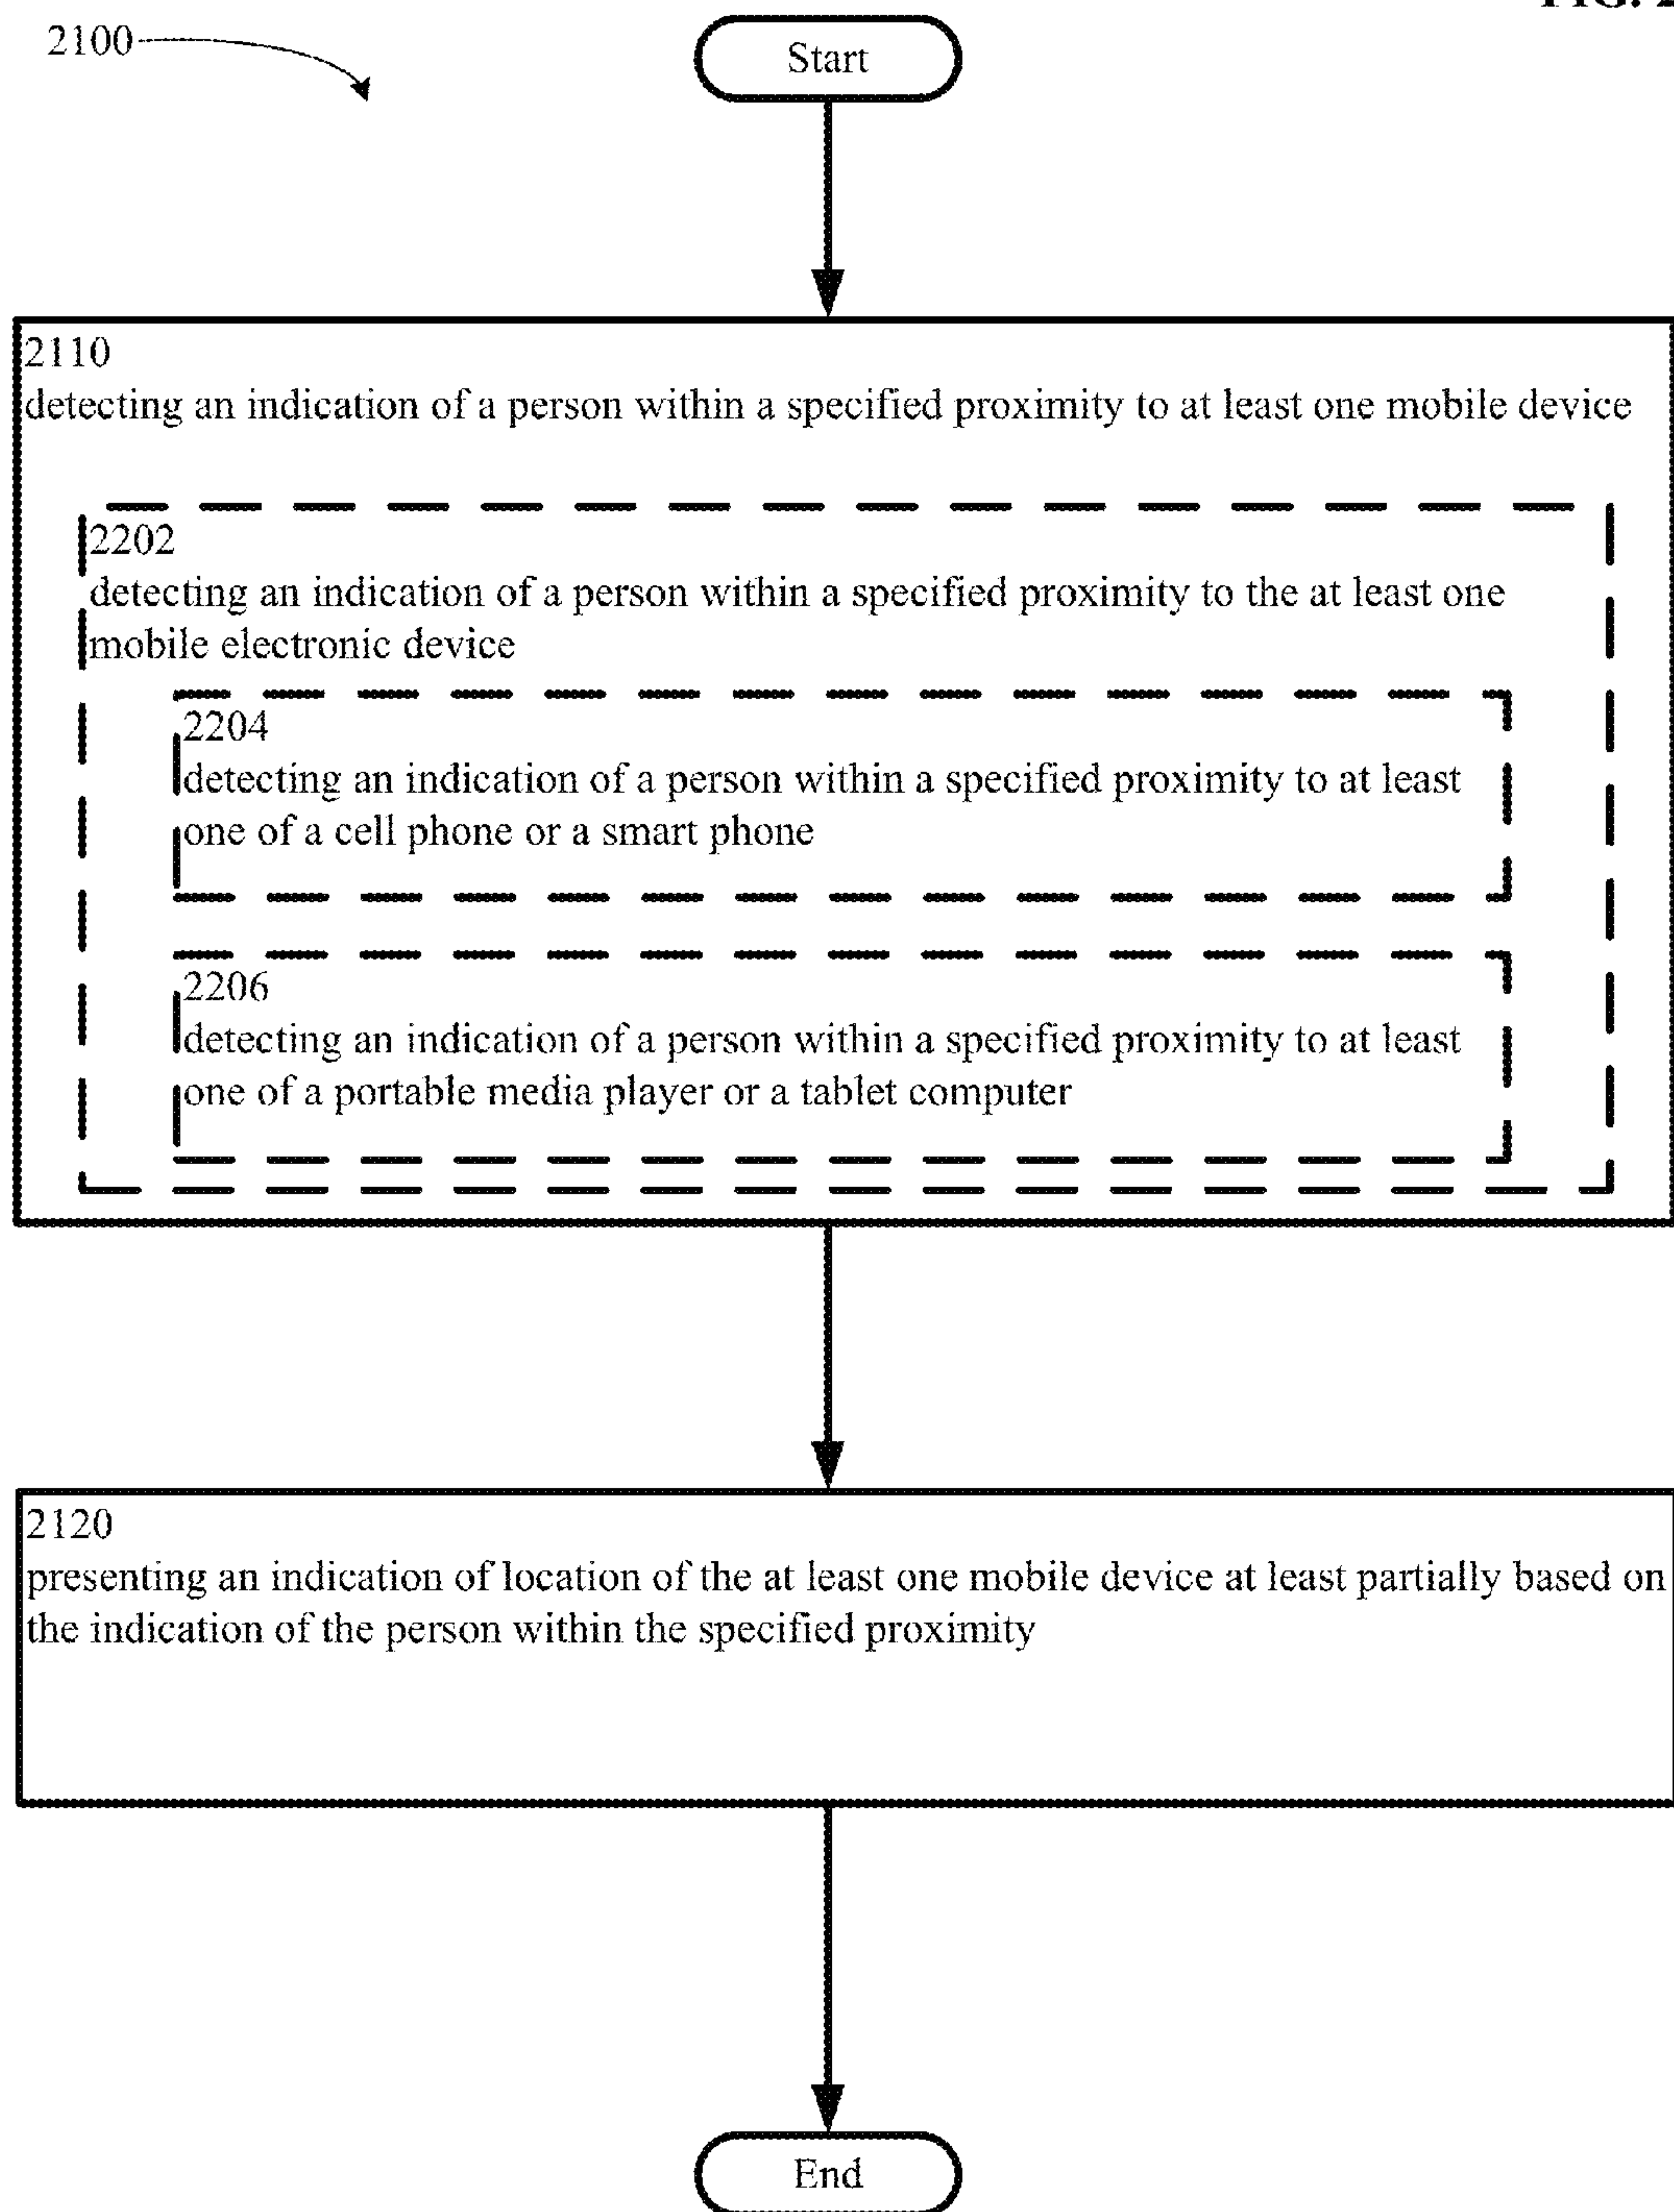 2100
Start
2110
detecting an indication of a person within a specified proximity to at least one mobile device
2202
detecting an indication of a person within a specified proximity to the at least one
mobile electronic device
2204
detecting an indication of a person within a specified proximity to at least
one of a cell phone or a smart phone
2206
detecting an indication of a person within a specified proximity to at least
one of a portable media player or a tablet computer
2120
presenting an indication of location of the at least one mobile device at least partially based on
the indication of the person within the specified proximity
End